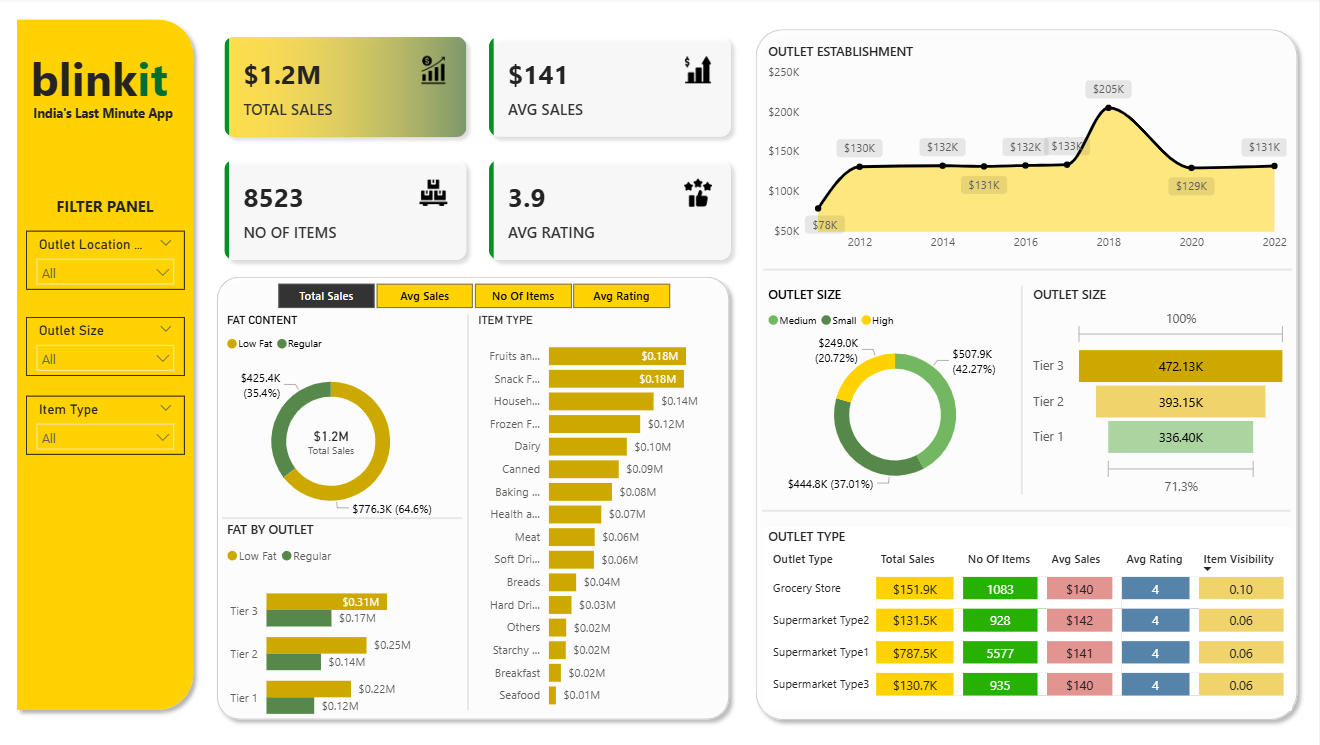 blinkit
India's Last Minute App
FILTER PANEL
Outlet Location ...
All
Outlet Size
All
Item Type
All
$1.2M
TOTAL SALES
$141
AVG SALES
8523
NO OF ITEMS
3.9
AVG RATING
Total Sales
Avg Sales
No Of Items
Avg Rating
FAT CONTENT
Low Fat Regular
$425.4K
(35.4%)
$1.2M
Total Sales
$776.3K (64.6%)
FAT BY OUTLET
Low Fat Regular
Tier 3 $0.31M
$0.17M
Tier 2 $0.25M
$0.14M
Tier 1 $0.22M
$0.12M
ITEM TYPE
Fruits an... $0.18M
Snack F... $0.18M
Househ... $0.14M
Frozen F... $0.12M
Dairy $0.10M
Canned $0.09M
Baking ... $0.08M
Health a... $0.07M
Meat $0.06M
Soft Dri... $0.06M
Breads $0.04M
Hard Dri... $0.03M
Others $0.02M
Starchy ... $0.02M
Breakfast $0.02M
Seafood $0.01M
OUTLET ESTABLISHMENT
$250K
$200K
$150K
$100K
$50K
$78K
$130K
$132K
$131K
$132K
$133K
$205K
$129K
$131K
2012 2014 2016 2018 2020 2022
OUTLET SIZE
Medium Small High
$249.0K
(20.72%)
$507.9K
(42.27%)
$444.8K (37.01%)
OUTLET SIZE
100%
Tier 3 472.13K
Tier 2 393.15K
Tier 1 336.40K
71.3%
OUTLET TYPE
Outlet Type Total Sales No Of Items Avg Sales Avg Rating Item Visibility
Grocery Store $151.9K 1083 $140 4 0.10
Supermarket Type2 $131.5K 928 $142 4 0.06
Supermarket Type1 $787.5K 5577 $141 4 0.06
Supermarket Type3 $130.7K 935 $140 4 0.06